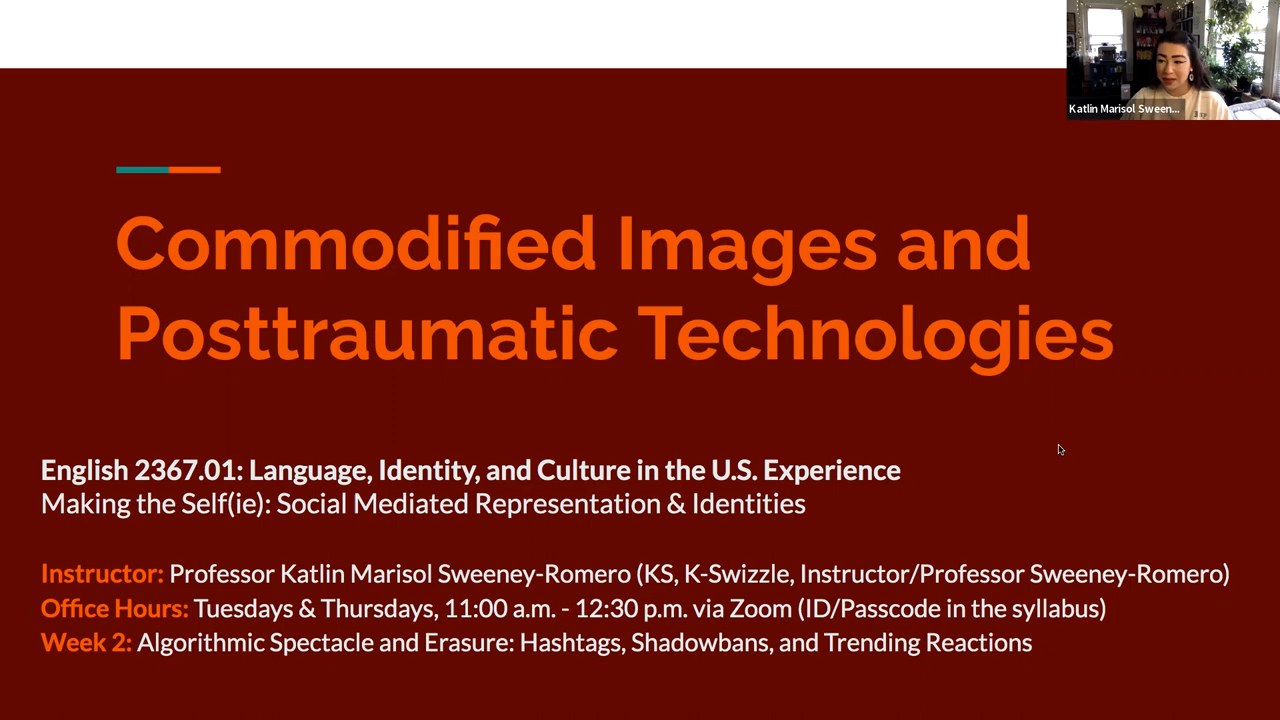 Katlin Marisol Sween...
Commodified Images and
Posttraumatic Technologies
English 2367.01: Language, Identity, and Culture in the U.S. Experience
Making the Self(ie): Social Mediated Representation & Identities
Instructor: Professor Katlin Marisol Sweeney-Romero (KS, K-Swizzle, Instructor/Professor Sweeney-Romero)
Office Hours: Tuesdays & Thursdays, 11:00 a.m. - 12:30 p.m. via Zoom (ID/Passcode in the syllabus)
Week 2: Algorithmic Spectacle and Erasure: Hashtags, Shadowbans, and Trending Reactions